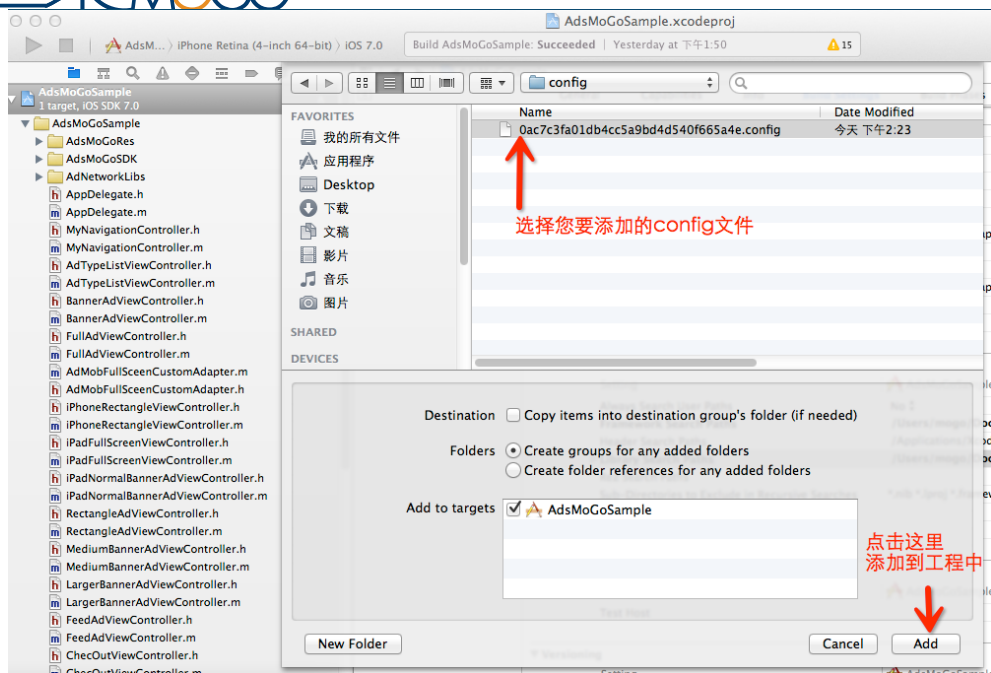 AdsMoGoSample.xcodeproj
AdsM... 〉 iPhone Retina (4-inch 64-bit) 〉 iOS 7.0
Build AdsMoGoSample: Succeeded | Yesterday at 下午1:50
15
AdsMoGoSample
1 target, iOS SDK 7.0
AdsMoGoSample
AdsMoGoRes
AdsMoGoSDK
AdNetworkLibs
h AppDelegate.h
m AppDelegate.m
h MyNavigationController.h
m MyNavigationController.m
h AdTypeListViewController.h
m AdTypeListViewController.m
h BannerAdViewController.h
m BannerAdViewController.m
h FullAdViewController.h
m FullAdViewController.m
m AdMobFullSceenCustomAdapter.m
h AdMobFullSceenCustomAdapter.h
h iPhoneRectangleViewController.h
m iPhoneRectangleViewController.m
h iPadFullScreenViewController.h
m iPadFullScreenViewController.m
h iPadNormalBannerAdViewController.h
m iPadNormalBannerAdViewController.m
h RectangleAdViewController.h
m RectangleAdViewController.m
h MediumBannerAdViewController.h
m MediumBannerAdViewController.m
h LargerBannerAdViewController.h
m LargerBannerAdViewController.m
h FeedAdViewController.h
m FeedAdViewController.m
h ChecOutViewController.h
m ChecOutViewController.m
config
FAVORITES
我的所有文件
应用程序
Desktop
下载
文稿
影片
音乐
图片
SHARED
DEVICES
Name
Date Modified
0ac7c3fa01db4cc5a9bd4d540f665a4e.config
今天 下午2:23
选择您要添加的config文件
Destination
Copy items into destination group's folder (if needed)
Folders
Create groups for any added folders
Create folder references for any added folders
Add to targets
AdsMoGoSample
点击这里
添加到工程中
Test Host
New Folder
Cancel
Add
Versioning
Setting